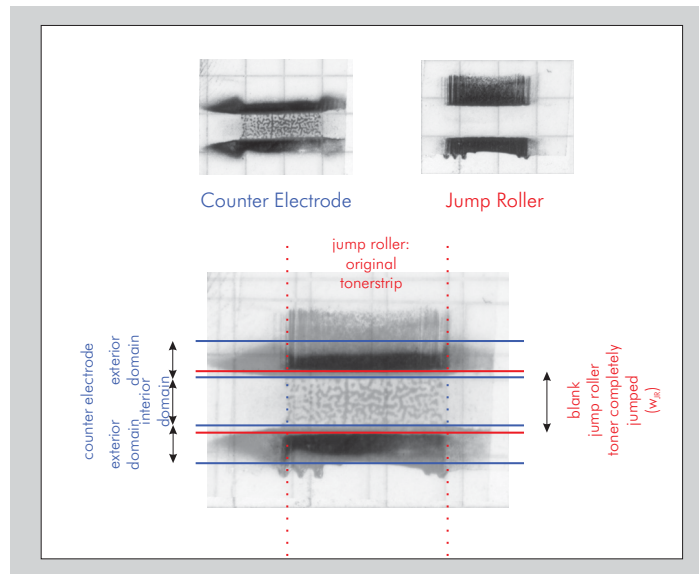 Counter Electrode
Jump Roller
jump roller:
original
tonerstrip
counter electrode
exterior
domain
interior
domain
exterior
domain
blank
jump roller
toner completely
jumped
(wJR)